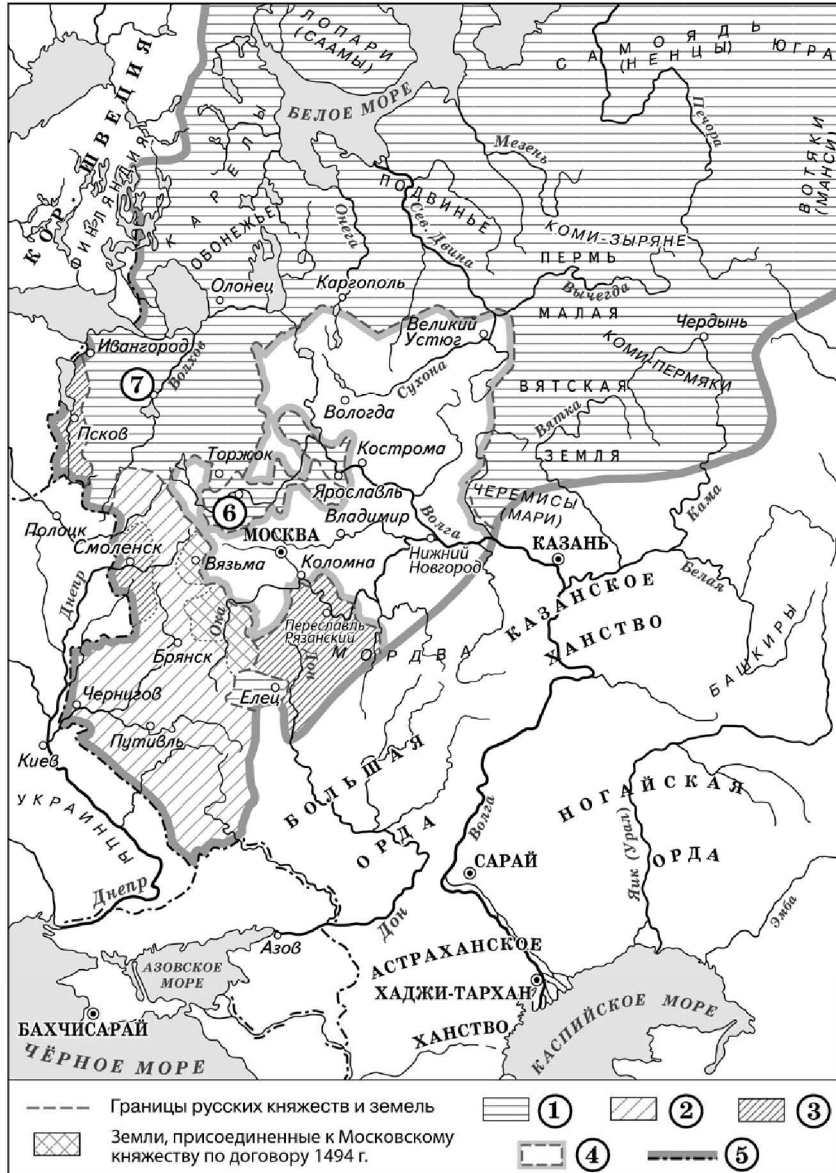 ЛОПАРИ
(СААМЫ)
САМОЯДЬ
(НЕНЦЫ)
ЮГРА
КОР. ШВЕЦИЯ
ФИНЛЯНДИЯ
БЕЛОЕ МОРЕ
Мезень
Печора
ВОТЯКИ
(МАНСИ)
КАРЕЛЫ
ПОДВИНЬЕ
Онега
Сев. Двина
ОБОНЕЖЬЕ
КОМИ-ЗЫРЯНЕ
ПЕРМЬ
Вычегда
Олонец
Каргополь
МАЛАЯ
Великий
Устюг
Чердынь
Ивангород
Волхов
7
Сухона
КОМИ-ПЕРМЯКИ
Вологда
ВЯТСКАЯ
Вятка
Псков
Торжок
Кострома
ЗЕМЛЯ
6
Ярославль
ЧЕРЕМИСЫ
(МАРИ)
Полоцк
Владимир
Волга
Кама
МОСКВА
Смоленск
Вязьма
Коломна
Нижний
Новгород
КАЗАНЬ
Днепр
Белая
КАЗАНСКОЕ
ХАНСТВО
Ока
Переславль
Рязанский
БАШКИРЫ
Брянск
Дон
МОРДВА
Елец
Чернигов
Путивль
Киев
БОЛЬШАЯ
ОРДА
НОГАЙСКАЯ
ОРДА
УКРАИНЦЫ
Волга
Яик (Урал)
САРАЙ
Днепр
Эмба
Азов
Дон
АСТРАХАНСКОЕ
ХАНСТВО
АЗОВСКОЕ
МОРЕ
ХАДЖИ-ТАРХАН
БАХЧИСАРАЙ
КАСПИЙСКОЕ МОРЕ
ЧЁРНОЕ МОРЕ
Границы русских княжеств и земель
1
2
3
Земли, присоединенные к Московскому
княжеству по договору 1494 г.
4
5